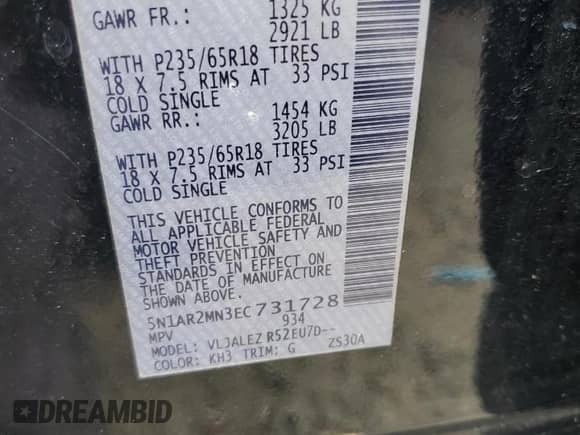 GAWR FR.: 1325 KG
2921 LB
WITH P235/65R18 TIRES
18 X 7.5 RIMS AT 33 PSI
COLD SINGLE
GAWR RR.: 1454 KG
3205 LB
WITH P235/65R18 TIRES
18 X 7.5 RIMS AT 33 PSI
COLD SINGLE
THIS VEHICLE CONFORMS TO
ALL APPLICABLE FEDERAL
MOTOR VEHICLE SAFETY AND
THEFT PREVENTION
STANDARDS IN EFFECT ON
THE DATE OF MANUFACTURE
SHOWN ABOVE.
5N1AR2MN3EC731728
MPV 934
MODEL: VLJALEZ R52EU7D--
COLOR: KH3 TRIM: G ZS30A
DREAMBID